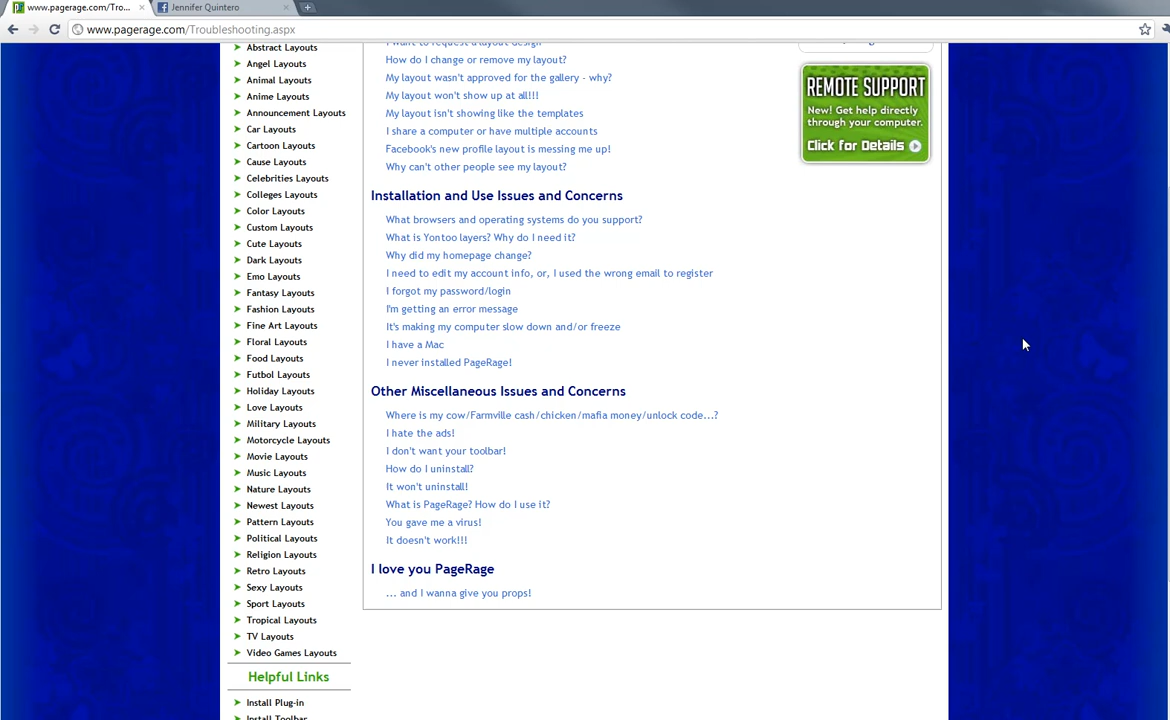 www.pagerage.com/Tro...
Jennifer Quintero
www.pagerage.com/Troubleshooting.aspx
Abstract Layouts
Angel Layouts
Animal Layouts
Anime Layouts
Announcement Layouts
Car Layouts
Cartoon Layouts
Cause Layouts
Celebrities Layouts
Colleges Layouts
Color Layouts
Custom Layouts
Cute Layouts
Dark Layouts
Emo Layouts
Fantasy Layouts
Fashion Layouts
Fine Art Layouts
Floral Layouts
Food Layouts
Futbol Layouts
Holiday Layouts
Love Layouts
Military Layouts
Motorcycle Layouts
Movie Layouts
Music Layouts
Nature Layouts
Newest Layouts
Pattern Layouts
Political Layouts
Religion Layouts
Retro Layouts
Sexy Layouts
Sport Layouts
Tropical Layouts
TV Layouts
Video Games Layouts
Helpful Links
Install Plug-in
Install Toolbar
I want to request a layout design
How do I change or remove my layout?
My layout wasn't approved for the gallery - why?
My layout won't show up at all!!!
My layout isn't showing like the templates
I share a computer or have multiple accounts
Facebook's new profile layout is messing me up!
Why can't other people see my layout?
Installation and Use Issues and Concerns
What browsers and operating systems do you support?
What is Yontoo layers? Why do I need it?
Why did my homepage change?
I need to edit my account info, or, I used the wrong email to register
I forgot my password/login
I'm getting an error message
It's making my computer slow down and/or freeze
I have a Mac
I never installed PageRage!
Other Miscellaneous Issues and Concerns
Where is my cow/Farmville cash/chicken/mafia money/unlock code...?
I hate the ads!
I don't want your toolbar!
How do I uninstall?
It won't uninstall!
What is PageRage? How do I use it?
You gave me a virus!
It doesn't work!!!
I love you PageRage
... and I wanna give you props!
REMOTE SUPPORT
New! Get help directly
through your computer.
Click for Details